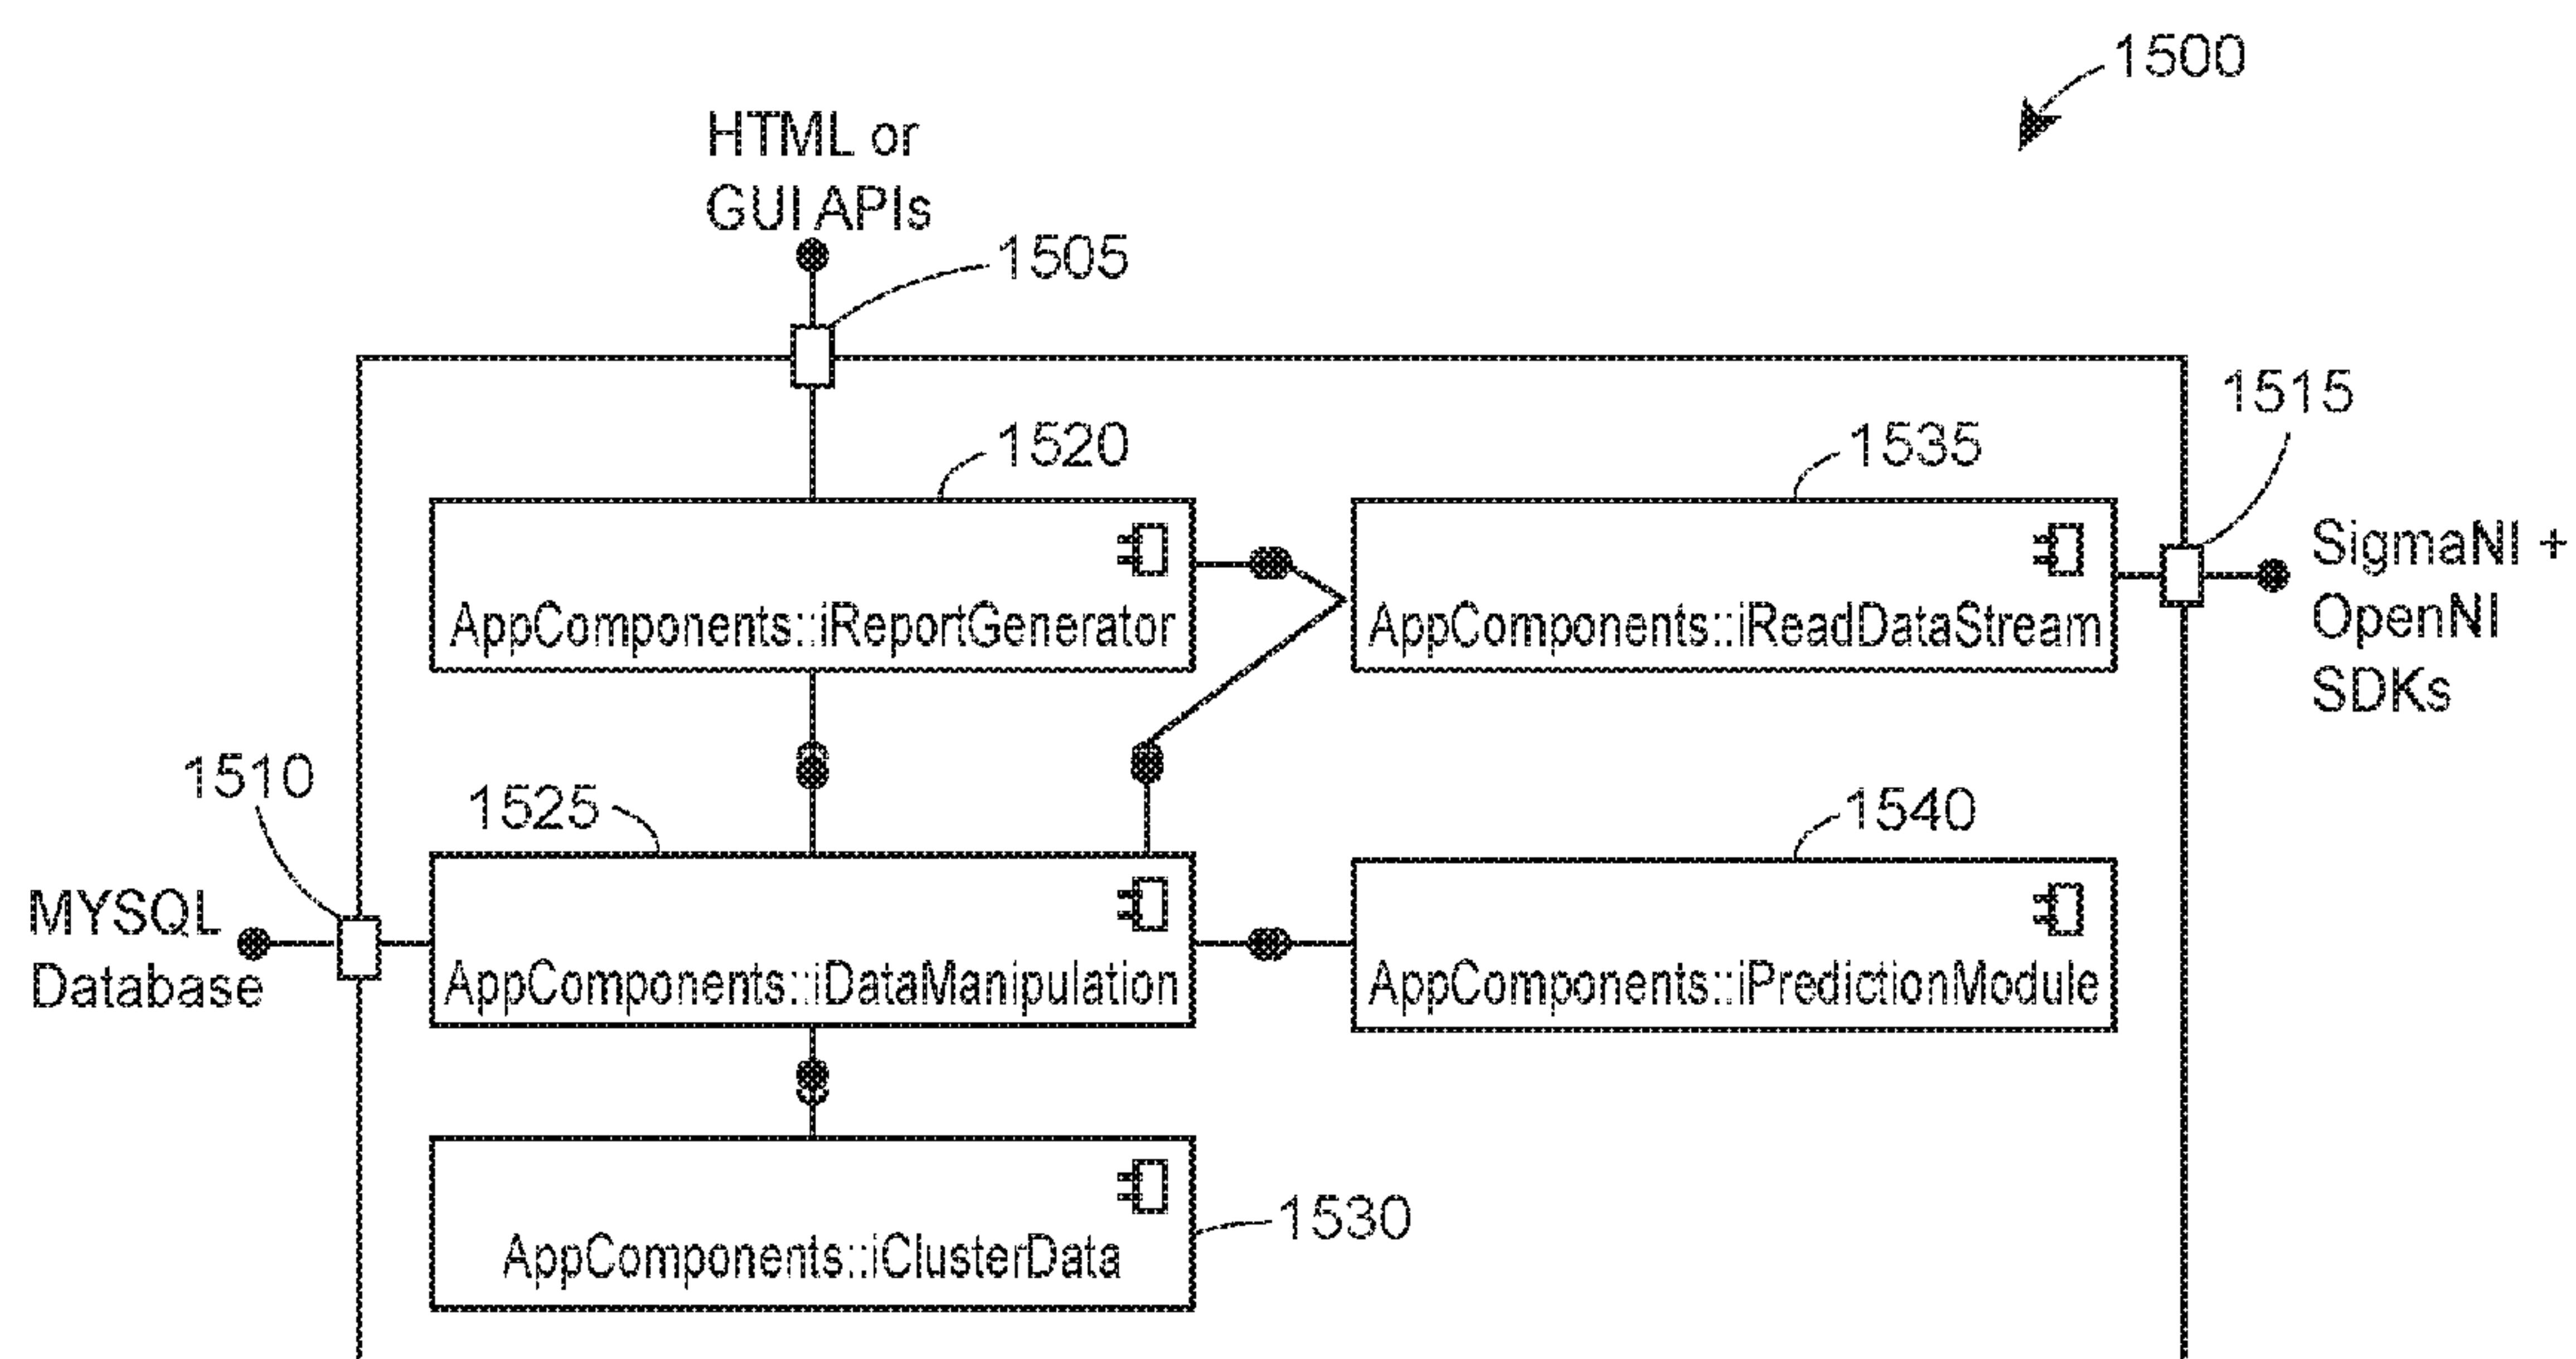 1500
HTML or
GUI APIs
1505
1515
1520
1535
AppComponents::iReportGenerator
AppComponents::iReadDataStream
SigmaNI +
OpenNI
SDKs
1510
1525
1540
MYSQL
Database
AppComponents::iDataManipulation
AppComponents::iPredictionModule
1530
AppComponents::iClusterData